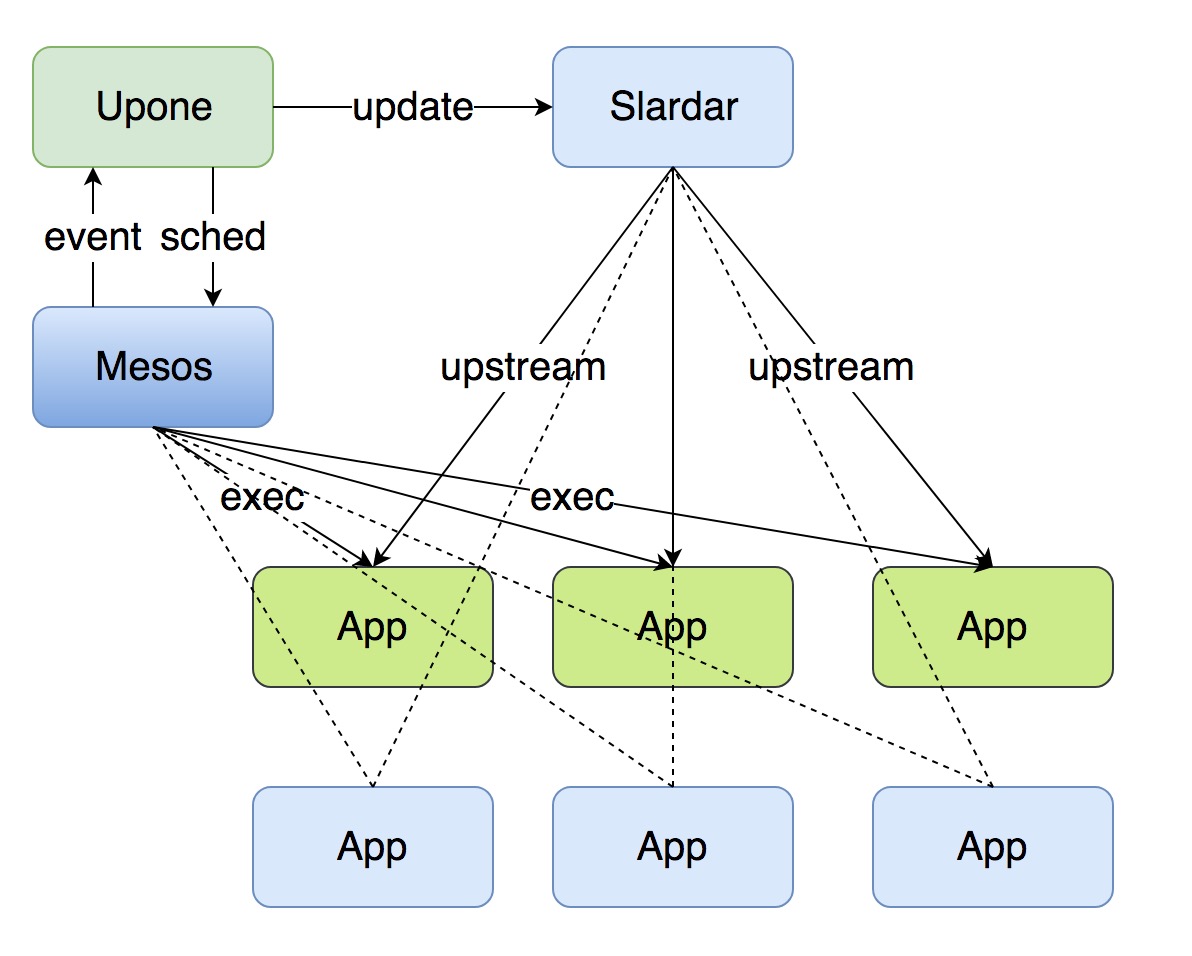 Upone
update
Slardar
event
sched
Mesos
upstream
upstream
exec
exec
App
App
App
App
App
App